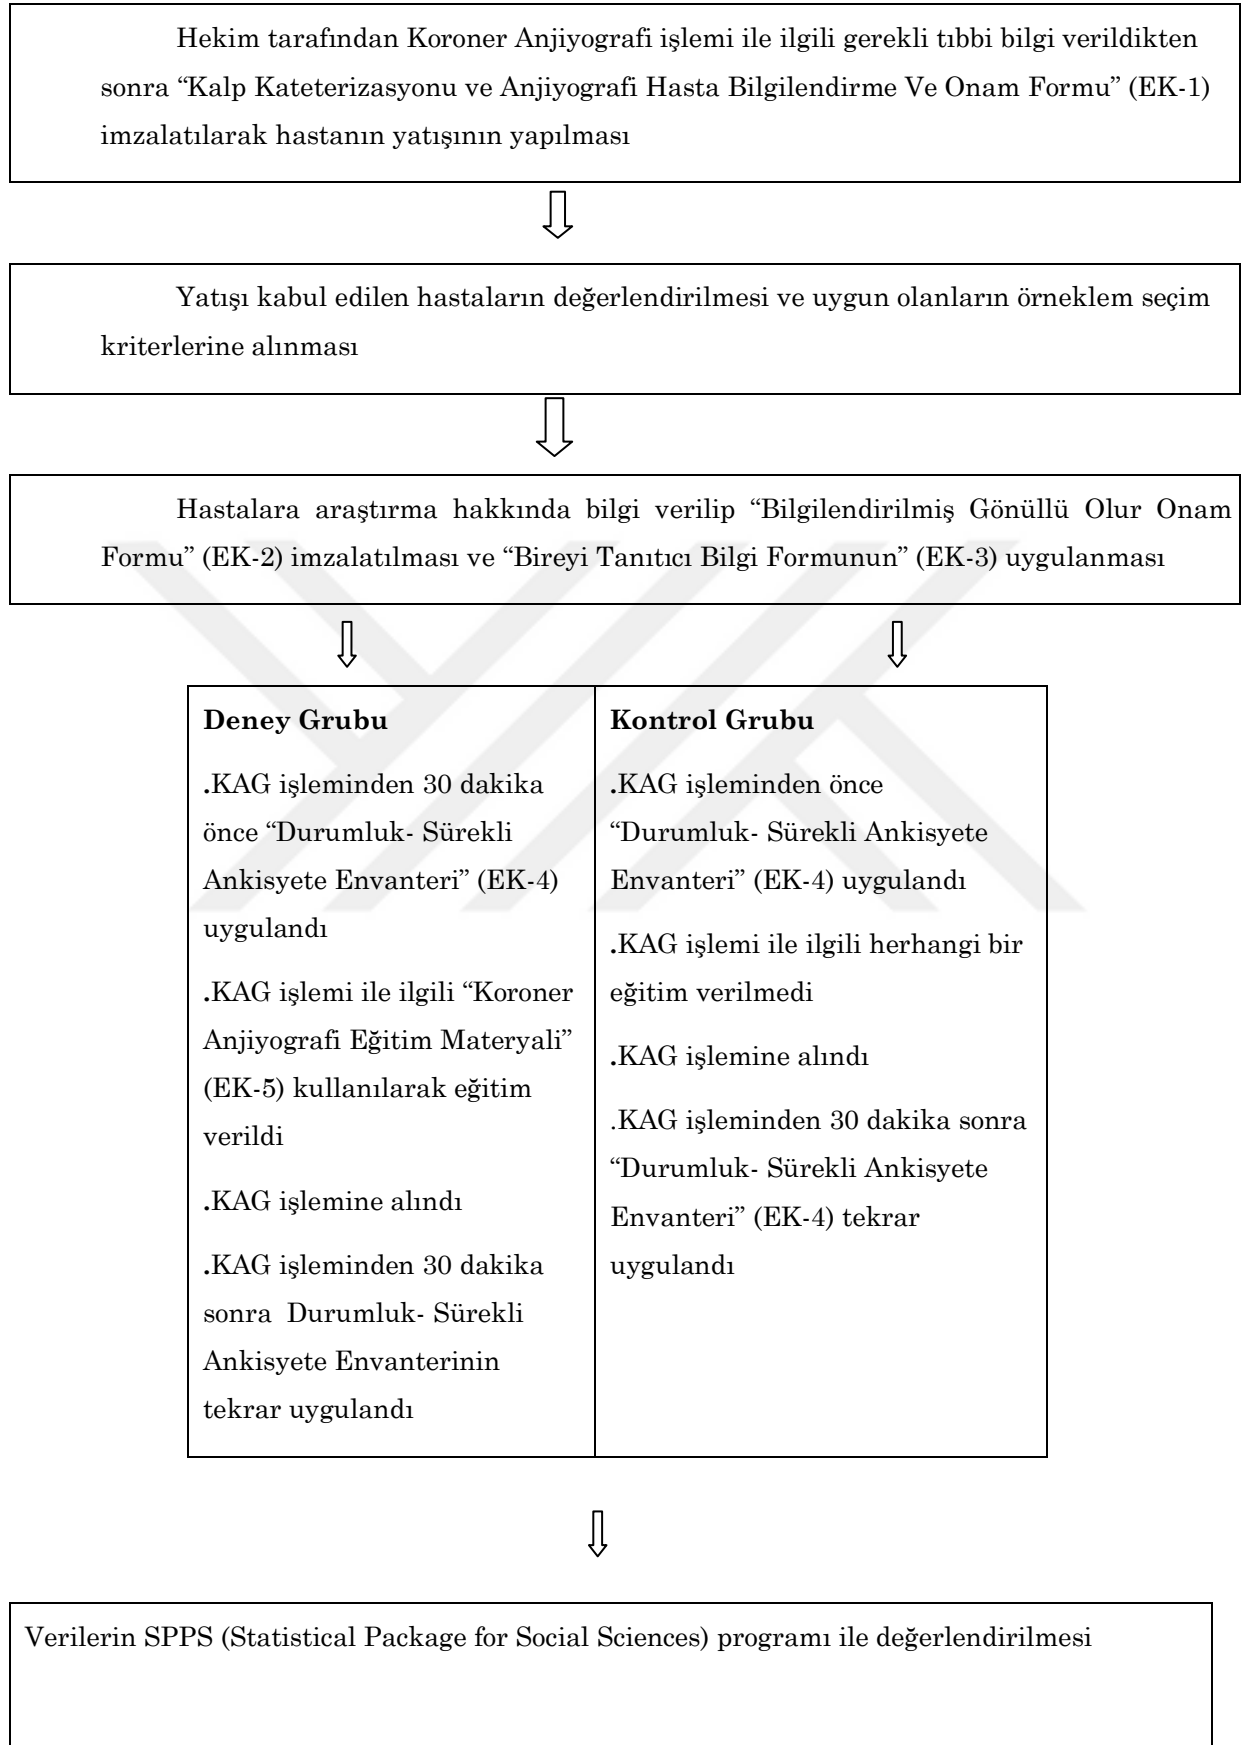 Hekim tarafından Koroner Anjiyografi işlemi ile ilgili gerekli tıbbi bilgi verildikten
sonra “Kalp Kateterizasyonu ve Anjiyografi Hasta Bilgilendirme Ve Onam Formu” (EK-1)
imzalatılarak hastanın yatışının yapılması
Yatışı kabul edilen hastaların değerlendirilmesi ve uygun olanların örneklem seçim
kriterlerine alınması
Hastalara araştırma hakkında bilgi verilip “Bilgilendirilmiş Gönüllü Olur Onam
Formu” (EK-2) imzalatılması ve “Bireyi Tanıtıcı Bilgi Formunun” (EK-3) uygulanması
Deney Grubu
.KAG işleminden 30 dakika
önce “Durumluk- Sürekli
Ankisyete Envanteri” (EK-4)
uygulandı
.KAG işlemi ile ilgili “Koroner
Anjiyografi Eğitim Materyali”
(EK-5) kullanılarak eğitim
verildi
.KAG işlemine alındı
.KAG işleminden 30 dakika
sonra  Durumluk- Sürekli
Ankisyete Envanterinin
tekrar uygulandı
Kontrol Grubu
.KAG işleminden önce
“Durumluk- Sürekli Ankisyete
Envanteri” (EK-4) uygulandı
.KAG işlemi ile ilgili herhangi bir
eğitim verilmedi
.KAG işlemine alındı
.KAG işleminden 30 dakika sonra
“Durumluk- Sürekli Ankisyete
Envanteri” (EK-4) tekrar
uygulandı
Verilerin SPPS (Statistical Package for Social Sciences) programı ile değerlendirilmesi